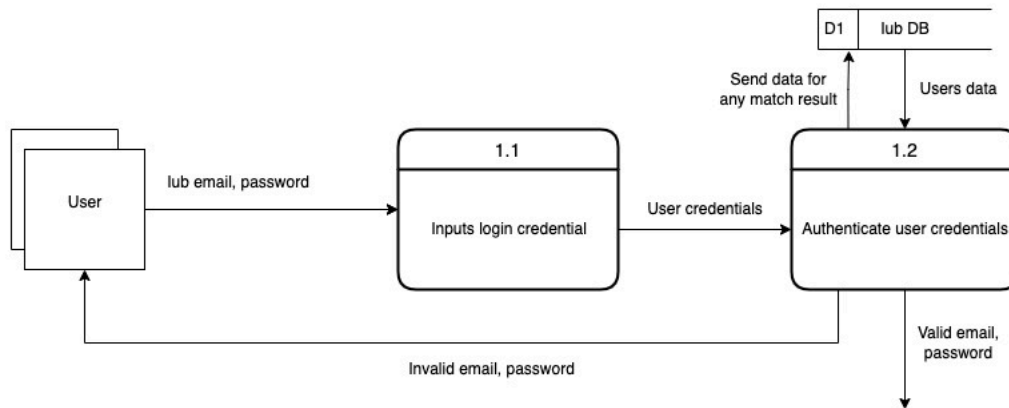 D1
Iub DB
Send data for
any match result
Users data
1.1
1.2
User
Iub email, password
Inputs login credential
User credentials
Authenticate user credentials
Invalid email, password
Valid email,
password